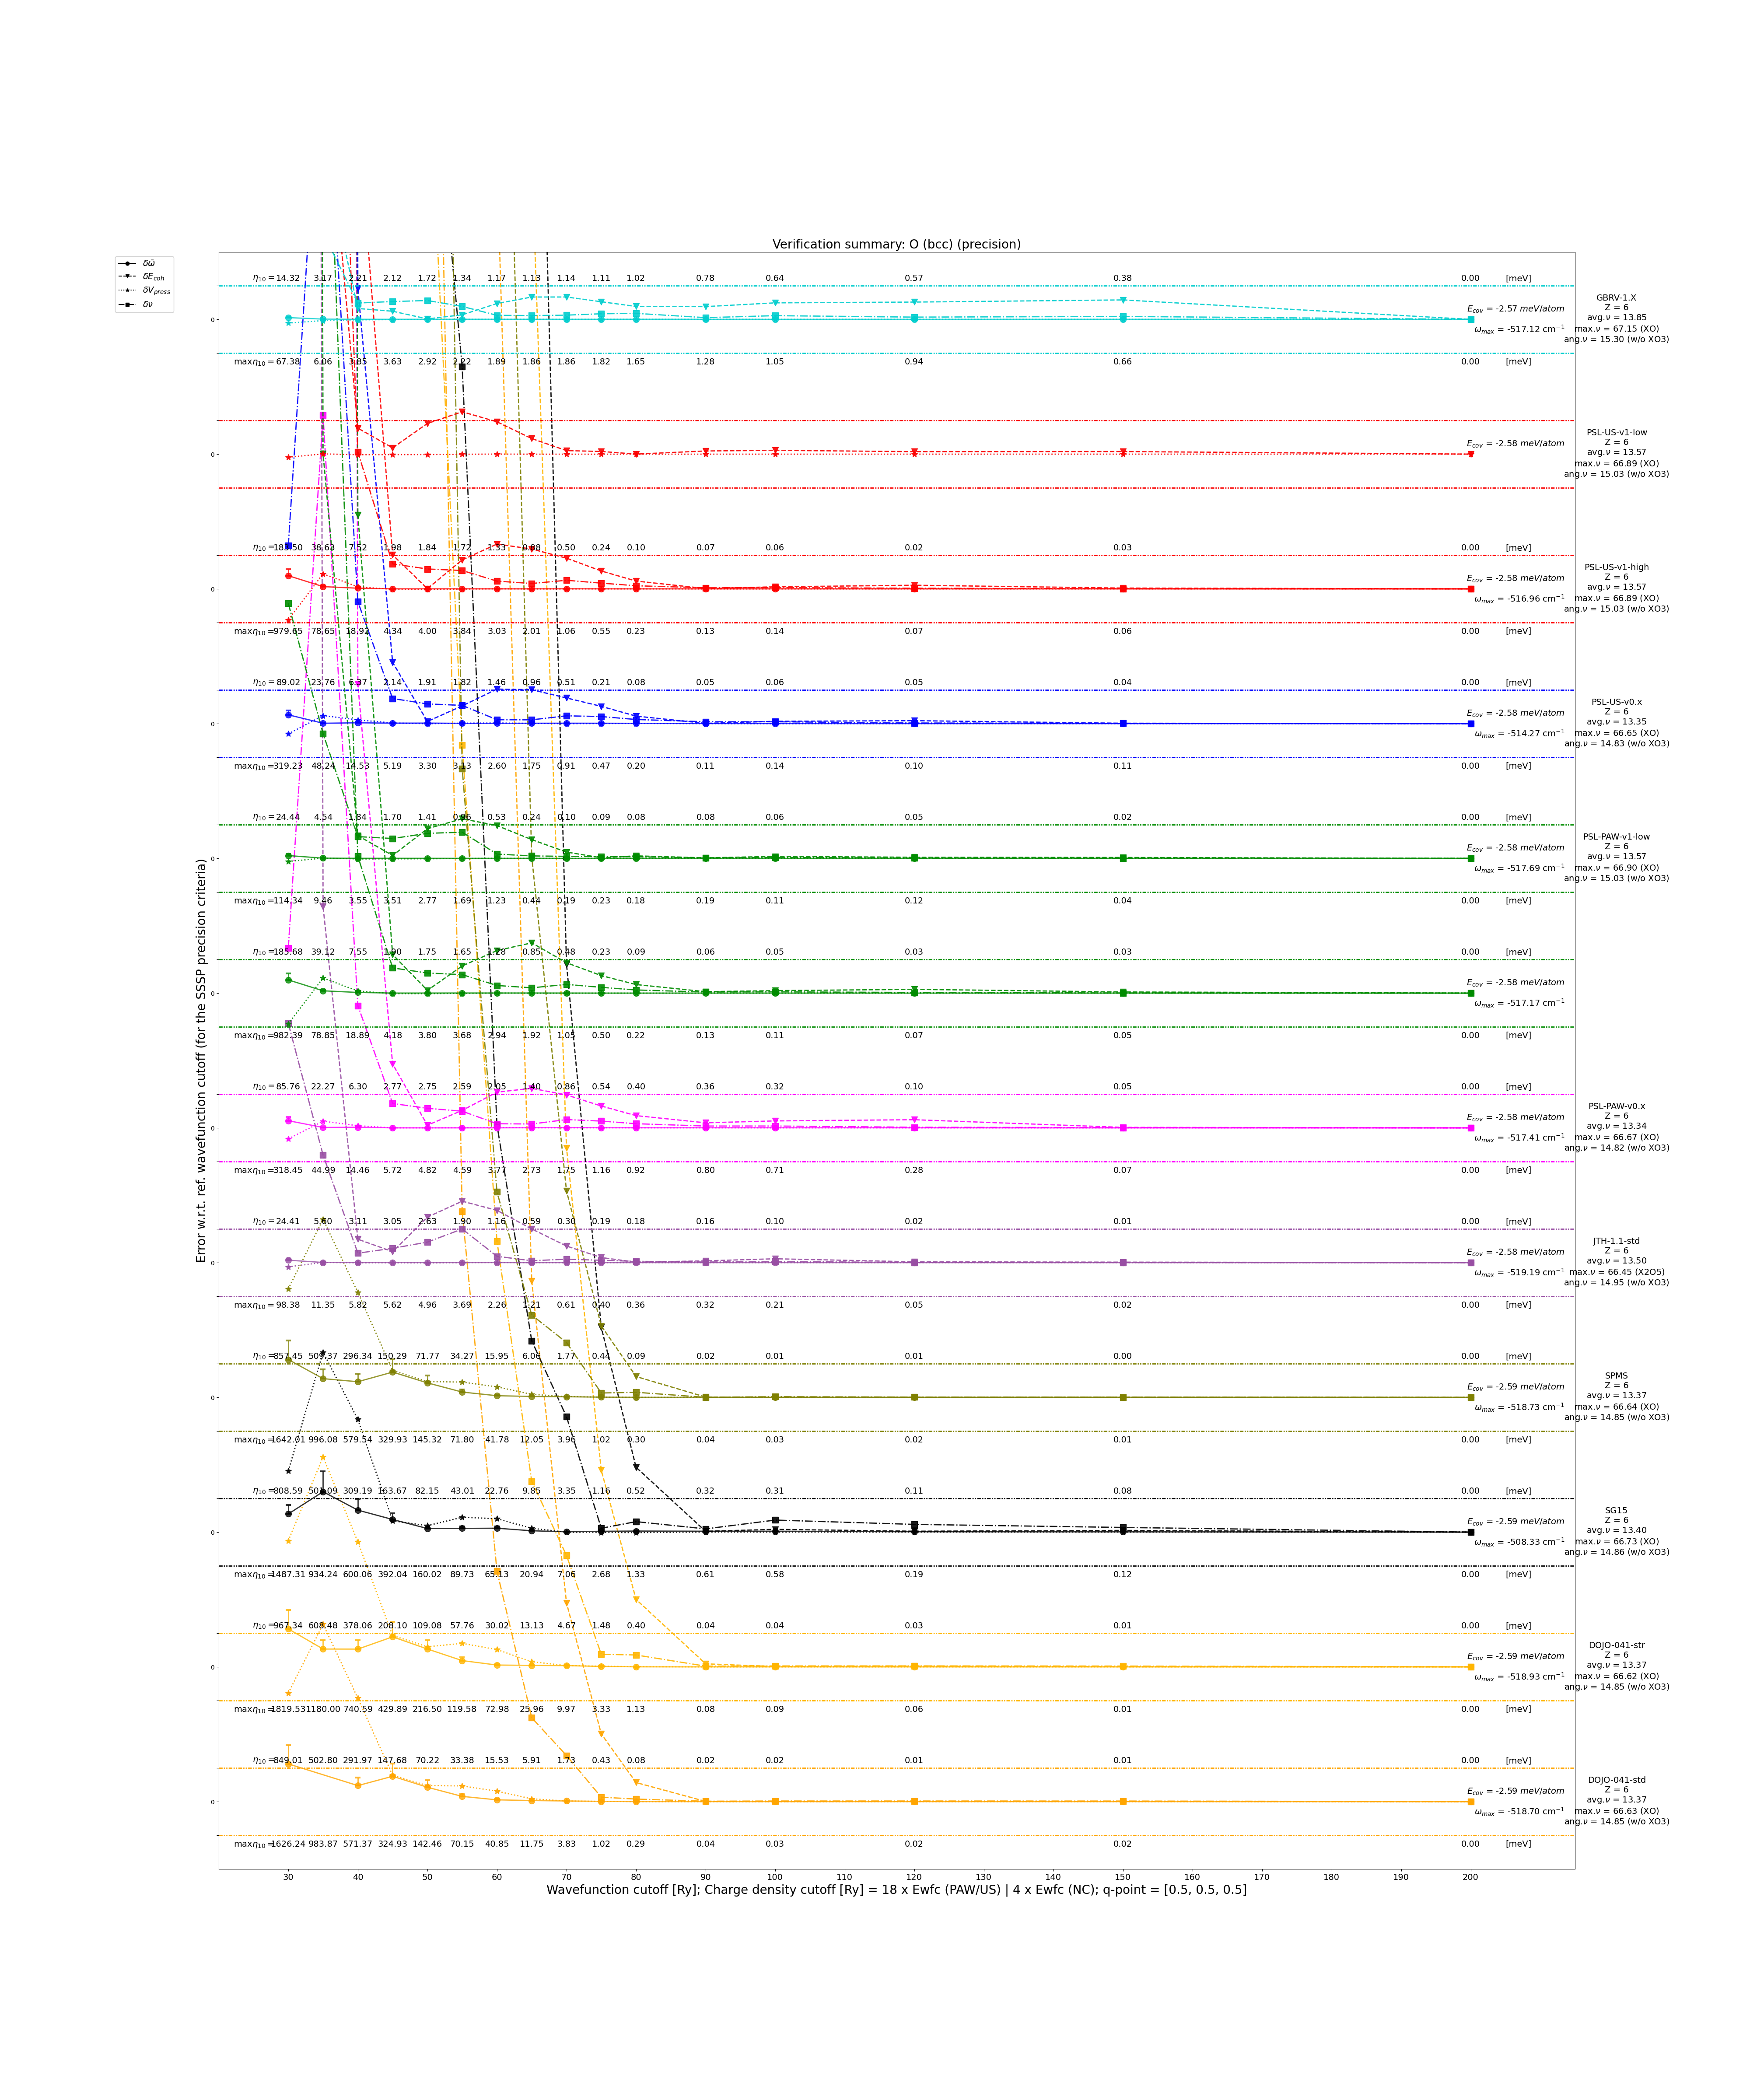 Verification summary: O (bcc) (precision)
δω̄
δE_coh
δV_press
δν
Error w.r.t. ref. wavefunction cutoff (for the SSSP precision criteria)
η₁₀ = 14.32 3.17 2.21 2.12 1.72 1.34 1.17 1.13 1.14 1.11 1.02 0.78 0.64 0.57 0.38 0.00 [meV]
0
E_cov = -2.57 meV/atom
ω_max = -517.12 cm⁻¹
maxη₁₀ = 67.38 6.06 3.85 3.63 2.92 2.22 1.89 1.86 1.86 1.82 1.65 1.28 1.05 0.94 0.66 0.00 [meV]
GBRV-1.X
Z = 6
avg.ν = 13.85
max.ν = 67.15 (XO)
ang.ν = 15.30 (w/o XO3)
0
E_cov = -2.58 meV/atom
PSL-US-v1-low
Z = 6
avg.ν = 13.57
max.ν = 66.89 (XO)
ang.ν = 15.03 (w/o XO3)
η₁₀ = 38.63 7.52 1.98 1.84 1.72 1.33 0.88 0.50 0.24 0.10 0.07 0.06 0.02 0.03 0.00 [meV]
0
E_cov = -2.58 meV/atom
ω_max = -516.96 cm⁻¹
maxη₁₀ = 979.65 78.65 18.92 4.34 4.00 3.84 3.03 2.01 1.06 0.55 0.23 0.13 0.14 0.07 0.06 0.00 [meV]
PSL-US-v1-high
Z = 6
avg.ν = 13.57
max.ν = 66.89 (XO)
ang.ν = 15.03 (w/o XO3)
η₁₀ = 89.02 23.76 6.37 2.14 1.91 1.82 1.46 0.96 0.51 0.21 0.08 0.05 0.06 0.05 0.04 0.00 [meV]
0
E_cov = -2.58 meV/atom
ω_max = -514.27 cm⁻¹
maxη₁₀ = 319.23 48.24 14.53 5.19 3.30 3.13 2.60 1.75 0.91 0.47 0.20 0.11 0.14 0.10 0.11 0.00 [meV]
PSL-US-v0.x
Z = 6
avg.ν = 13.35
max.ν = 66.65 (XO)
ang.ν = 14.83 (w/o XO3)
η₁₀ = 24.44 4.54 1.84 1.70 1.41 0.53 0.24 0.10 0.09 0.08 0.08 0.06 0.05 0.02 0.00 [meV]
0
E_cov = -2.58 meV/atom
ω_max = -517.69 cm⁻¹
maxη₁₀ = 114.34 9.46 3.55 3.51 2.77 1.69 1.23 0.44 0.19 0.23 0.18 0.19 0.11 0.12 0.04 0.00 [meV]
PSL-PAW-v1-low
Z = 6
avg.ν = 13.57
max.ν = 66.90 (XO)
ang.ν = 15.03 (w/o XO3)
η₁₀ = 185.68 39.12 7.55 1.90 1.75 1.65 1.28 0.85 0.48 0.23 0.09 0.06 0.05 0.03 0.03 0.00 [meV]
0
E_cov = -2.58 meV/atom
ω_max = -517.17 cm⁻¹
maxη₁₀ = 982.39 78.85 18.89 4.18 3.80 3.68 2.94 1.92 1.05 0.50 0.22 0.13 0.11 0.07 0.05 0.00 [meV]
η₁₀ = 85.76 22.27 6.30 2.77 2.75 2.59 2.05 1.40 0.86 0.54 0.40 0.36 0.32 0.10 0.05 0.00 [meV]
0
E_cov = -2.58 meV/atom
ω_max = -517.41 cm⁻¹
maxη₁₀ = 318.45 44.99 14.46 5.72 4.82 4.59 3.77 2.73 1.75 1.16 0.92 0.80 0.71 0.28 0.07 0.00 [meV]
PSL-PAW-v0.x
Z = 6
avg.ν = 13.34
max.ν = 66.67 (XO)
ang.ν = 14.82 (w/o XO3)
η₁₀ = 24.41 5.60 3.11 3.05 2.63 1.90 1.16 0.59 0.30 0.19 0.18 0.16 0.10 0.02 0.01 0.00 [meV]
0
E_cov = -2.58 meV/atom
ω_max = -519.19 cm⁻¹
maxη₁₀ = 98.38 11.35 5.82 5.62 4.96 3.69 2.26 1.21 0.61 0.40 0.36 0.32 0.21 0.05 0.02 0.00 [meV]
JTH-1.1-std
Z = 6
avg.ν = 13.50
max.ν = 66.45 (X2O5)
ang.ν = 14.95 (w/o XO3)
η₁₀ = 857.45 296.34 150.29 71.77 34.27 15.95 6.06 1.77 0.44 0.09 0.02 0.01 0.01 0.00 0.00 [meV]
0
E_cov = -2.59 meV/atom
ω_max = -518.73 cm⁻¹
maxη₁₀ = 996.08 579.54 329.93 145.32 71.80 41.78 12.05 3.96 1.02 0.30 0.04 0.03 0.02 0.01 0.00 [meV]
SPMS
Z = 6
avg.ν = 13.37
max.ν = 66.64 (XO)
ang.ν = 14.85 (w/o XO3)
η₁₀ = 808.59 309.19 163.67 82.15 43.01 22.76 9.85 3.35 1.16 0.52 0.32 0.31 0.11 0.08 0.00 [meV]
0
E_cov = -2.59 meV/atom
ω_max = -508.33 cm⁻¹
maxη₁₀ = 1487.31 934.24 600.06 392.04 160.02 89.73 65.13 20.94 7.06 2.68 1.33 0.61 0.58 0.19 0.12 0.00 [meV]
SG15
Z = 6
avg.ν = 13.40
max.ν = 66.73 (XO)
ang.ν = 14.86 (w/o XO3)
η₁₀ = 967.34 608.48 378.06 208.10 109.08 57.76 30.02 13.13 4.67 1.48 0.40 0.04 0.04 0.03 0.01 0.00 [meV]
0
E_cov = -2.59 meV/atom
ω_max = -518.93 cm⁻¹
maxη₁₀ = 1819.53 1180.00 740.59 429.89 216.50 119.58 72.98 25.96 9.97 3.33 1.13 0.08 0.09 0.06 0.01 0.00 [meV]
DOJO-041-str
Z = 6
avg.ν = 13.37
max.ν = 66.62 (XO)
ang.ν = 14.85 (w/o XO3)
η₁₀ = 849.01 502.80 291.97 147.68 70.22 33.38 15.53 5.91 1.73 0.43 0.08 0.02 0.02 0.01 0.01 0.00 [meV]
0
E_cov = -2.59 meV/atom
ω_max = -518.70 cm⁻¹
maxη₁₀ = 1626.24 983.87 571.37 324.93 142.46 70.15 40.85 11.75 3.83 1.02 0.29 0.04 0.03 0.02 0.02 0.00 [meV]
DOJO-041-std
Z = 6
avg.ν = 13.37
max.ν = 66.63 (XO)
ang.ν = 14.85 (w/o XO3)
30 40 50 60 70 80 90 100 110 120 130 140 150 160 170 180 190 200
Wavefunction cutoff [Ry]; Charge density cutoff [Ry] = 18 x Ewfc (PAW/US) | 4 x Ewfc (NC); q-point = [0.5, 0.5, 0.5]